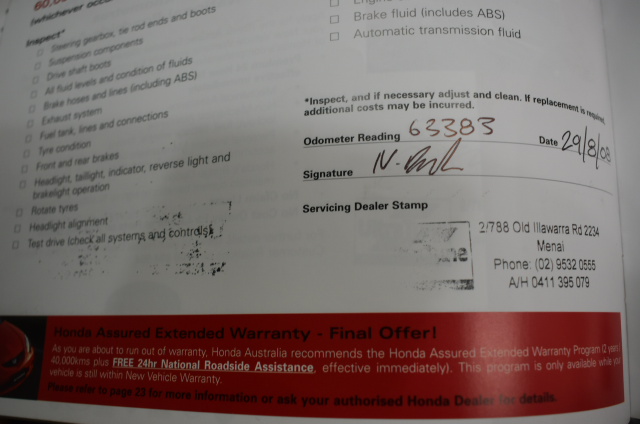 Inspect*
Steering gearbox, tie rod ends and boots
Suspension components
Drive shaft boots
All fluid levels and condition of fluids
Brake hoses and lines (including ABS)
Exhaust system
Fuel tank, lines and connections
Tyre condition
Front and rear brakes
Headlight, taillight, indicator, reverse light and
brakelight operation
Rotate tyres
Headlight alignment
Test drive (check all systems and controls)
Brake fluid (includes ABS)
Automatic transmission fluid
*Inspect, and if necessary adjust and clean. If replacement is required,
additional costs may be incurred.
Odometer Reading 63383 Date 29/8/08
Signature
Servicing Dealer Stamp
2/788 Old Illawarra Rd 2234
Menai
Phone: (02) 9532 0555
A/H 0411 395 079
Honda Assured Extended Warranty - Final Offer!
As you are about to run out of warranty, Honda Australia recommends the Honda Assured Extended Warranty Program (2 years
40,000kms plus FREE 24hr National Roadside Assistance, effective immediately). This program is only available while your
vehicle is still within New Vehicle Warranty.
Please refer to page 23 for more information or ask your authorised Honda Dealer for details.